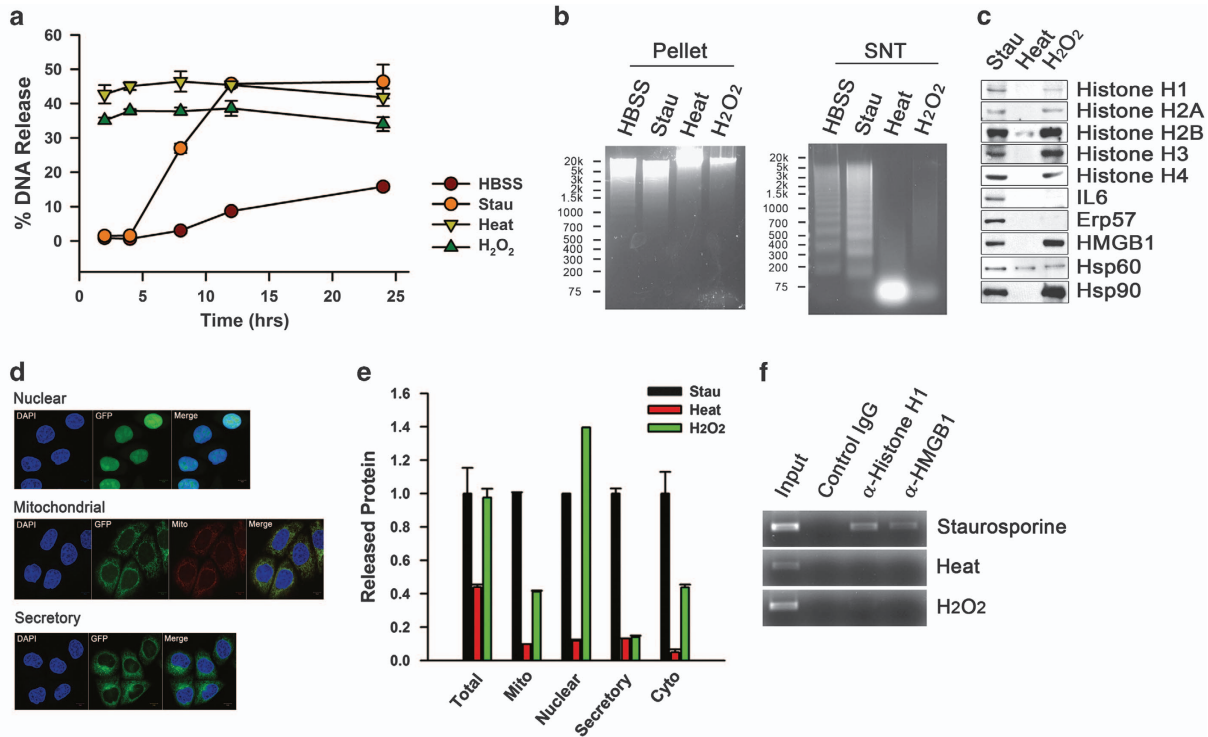 a
60
50
40
30
20
10
0
% DNA Release
0 5 10 15 20 25
Time (hrs)
HBSS
Stau
Heat
H2O2
b
Pellet
HBSS Stau Heat H2O2
20k
5k
3k
2k
1.5k
1000
700
500
400
300
200
75
SNT
HBSS Stau Heat H2O2
20k
5k
3k
2k
1.5k
1000
700
500
400
300
200
75
c
Stau Heat H2O2
Histone H1
Histone H2A
Histone H2B
Histone H3
Histone H4
IL6
Erp57
HMGB1
Hsp60
Hsp90
d
Nuclear
DAPI GFP Merge
Mitochondrial
DAPI GFP Mito Merge
Secretory
DAPI GFP Merge
e
1.6
1.4
1.2
1.0
0.8
0.6
0.4
0.2
0.0
Released Protein
Total Mito Nuclear Secretory Cyto
Stau
Heat
H2O2
f
Input Control IgG α-Histone H1 α-HMGB1
Staurosporine
Heat
H2O2